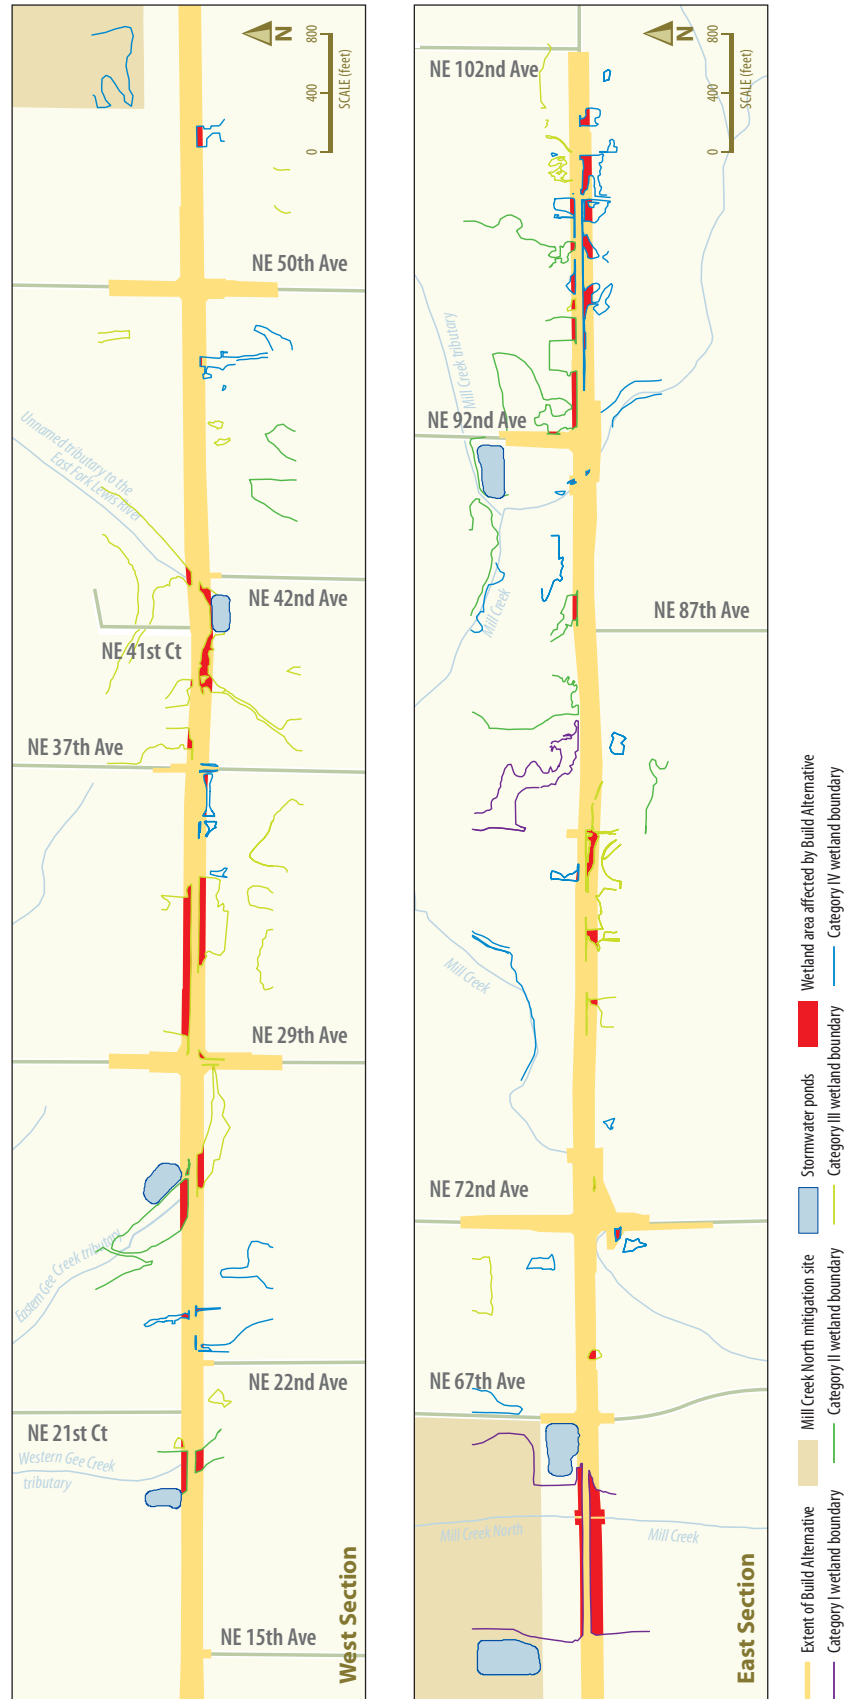 N
800
400
0
SCALE (feet)
NE 50th Ave
Unnamed tributary to the
East Fork Lewis River
NE 42nd Ave
NE 41st Ct
NE 37th Ave
NE 29th Ave
Eastern Gee Creek tributary
NE 22nd Ave
NE 21st Ct
Western Gee Creek
tributary
NE 15th Ave
West Section
N
800
400
0
SCALE (feet)
NE 102nd Ave
Mill Creek tributary
NE 92nd Ave
Mill Creek
NE 87th Ave
Mill Creek
NE 72nd Ave
NE 67th Ave
Mill Creek North
Mill Creek
East Section
Extent of Build Alternative
Mill Creek North mitigation site
Stormwater ponds
Wetland area affected by Build Alternative
Category I wetland boundary
Category II wetland boundary
Category III wetland boundary
Category IV wetland boundary